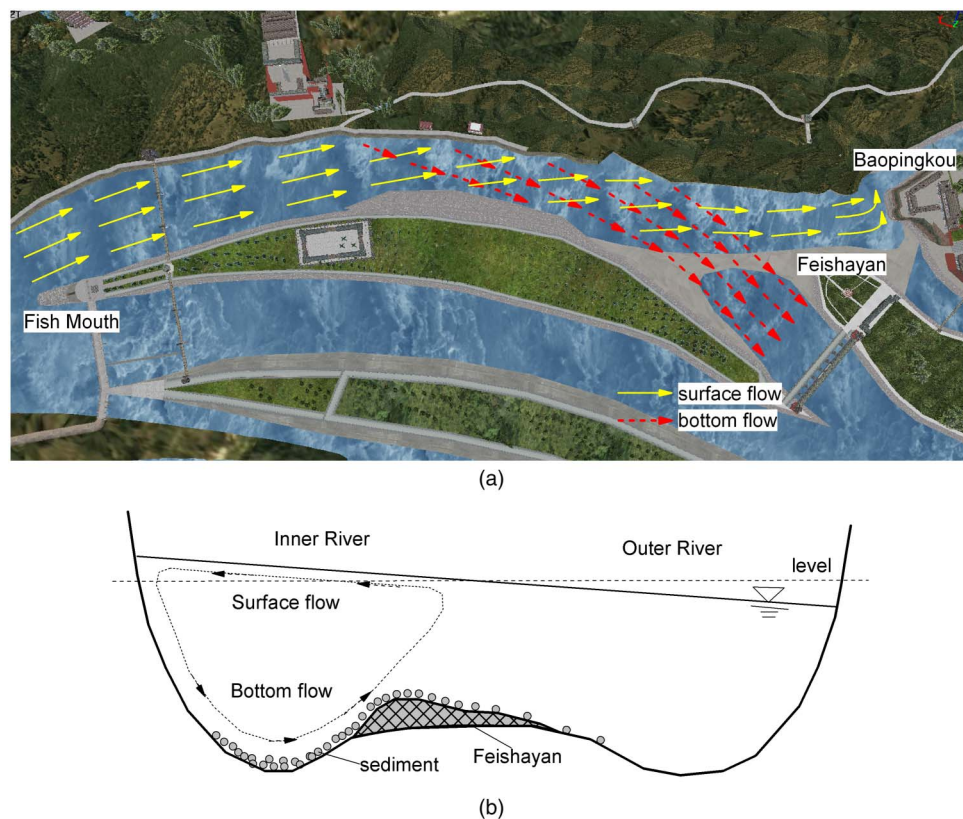 Baopingkou
Feishayan
Fish Mouth
surface flow
bottom flow
(a)
Inner River
Outer River
level
Surface flow
Bottom flow
sediment
Feishayan
(b)